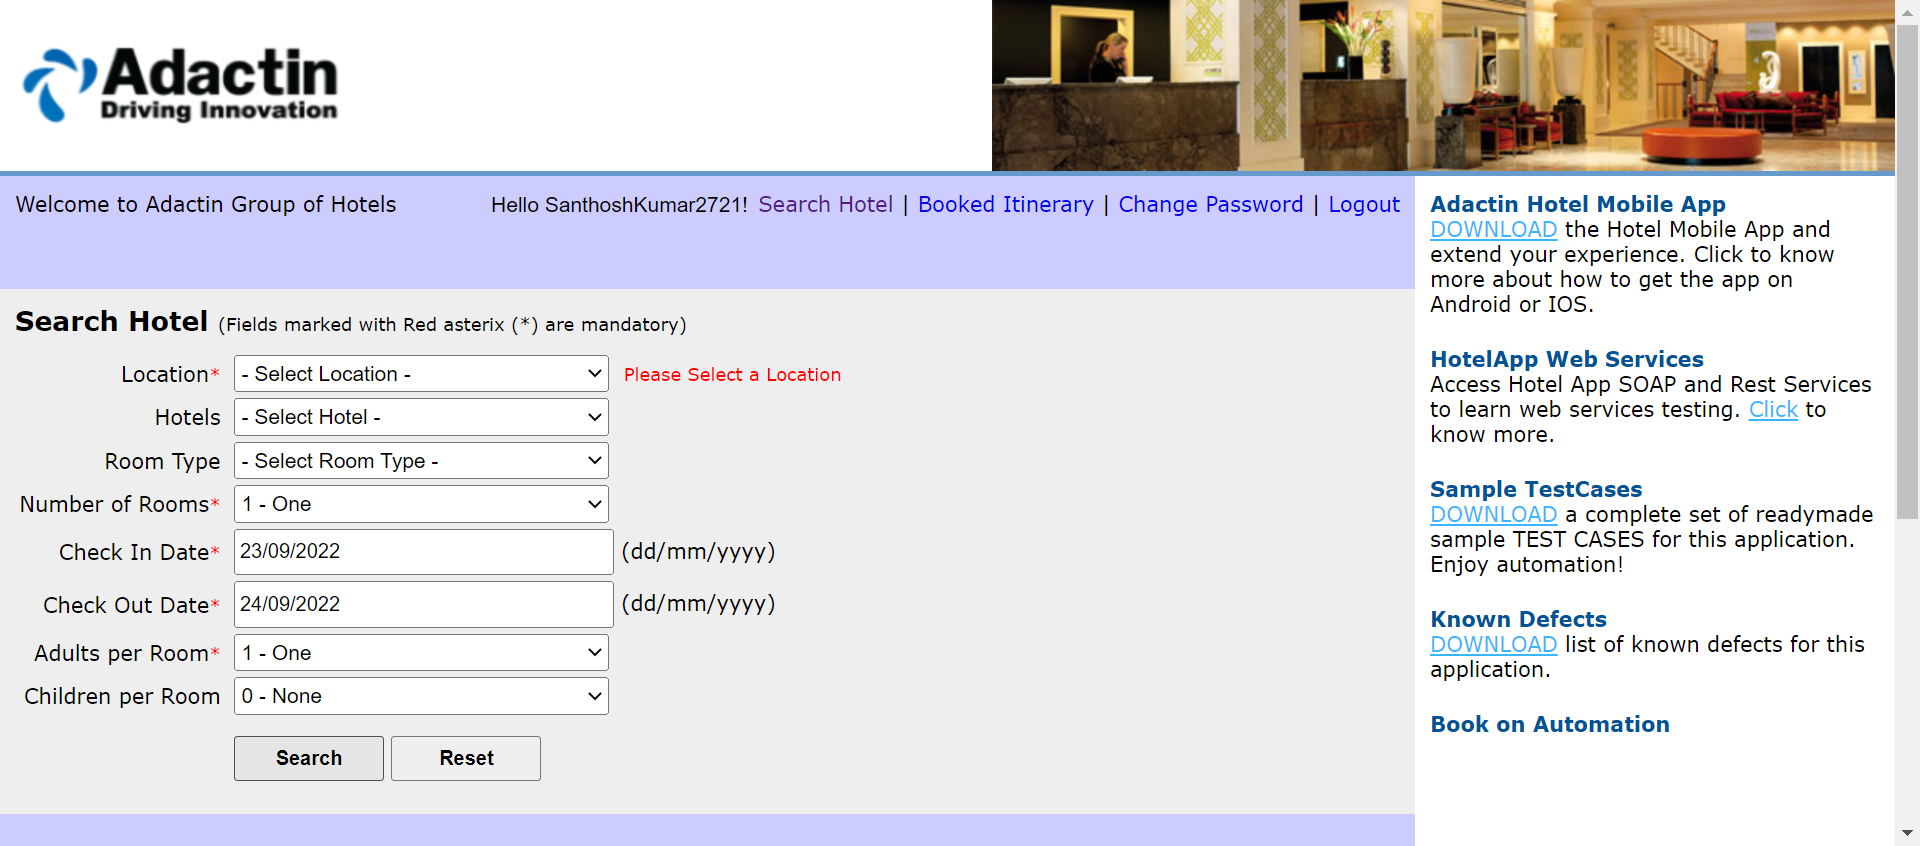 Adactin
Driving Innovation
Welcome to Adactin Group of Hotels
Hello SanthoshKumar2721! Search Hotel | Booked Itinerary | Change Password | Logout
Search Hotel (Fields marked with Red asterix (*) are mandatory)
Location* - Select Location - Please Select a Location
Hotels - Select Hotel -
Room Type - Select Room Type -
Number of Rooms* 1 - One
Check In Date* 23/09/2022 (dd/mm/yyyy)
Check Out Date* 24/09/2022 (dd/mm/yyyy)
Adults per Room* 1 - One
Children per Room 0 - None
Search Reset
Adactin Hotel Mobile App
DOWNLOAD the Hotel Mobile App and
extend your experience. Click to know
more about how to get the app on
Android or IOS.
HotelApp Web Services
Access Hotel App SOAP and Rest Services
to learn web services testing. Click to
know more.
Sample TestCases
DOWNLOAD a complete set of readymade
sample TEST CASES for this application.
Enjoy automation!
Known Defects
DOWNLOAD list of known defects for this
application.
Book on Automation